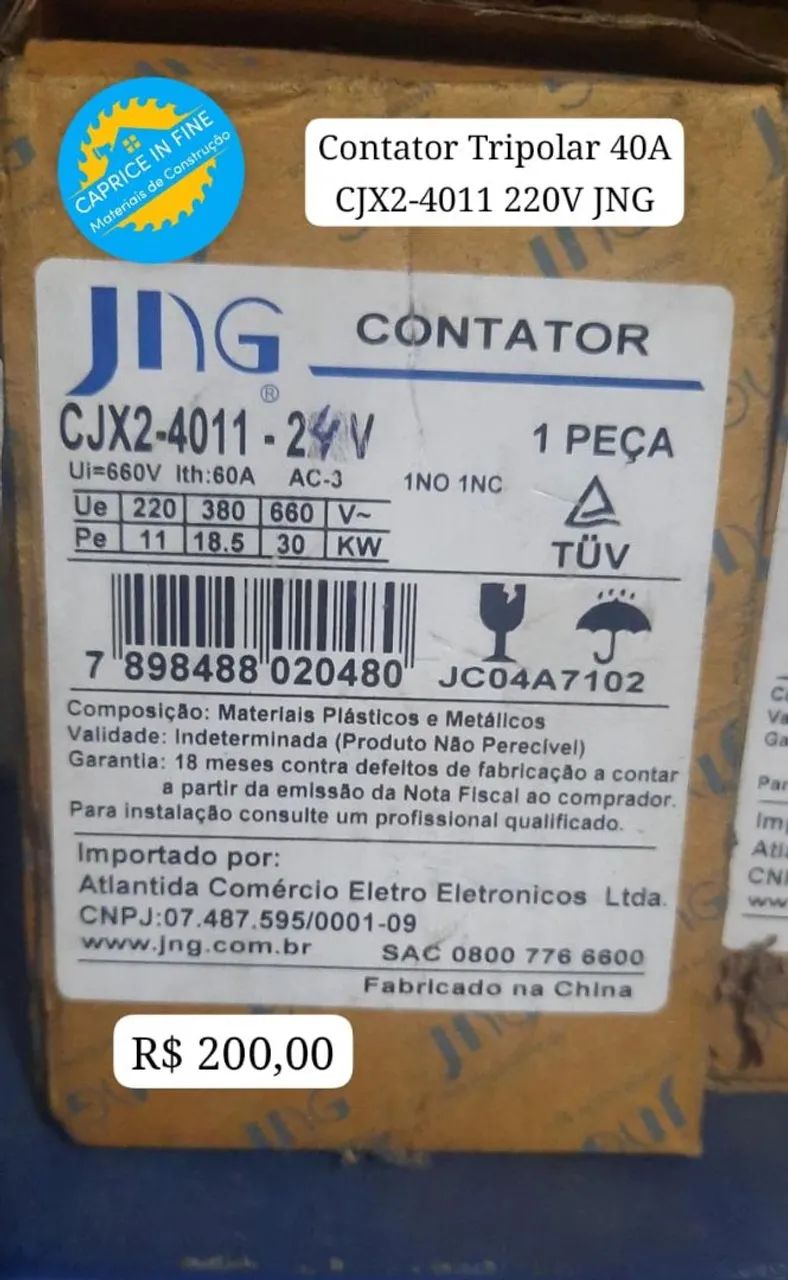 CAPRICE IN FINE
Materiais de Construção
Contator Tripolar 40A
CJX2-4011 220V JNG
JNG
®
CONTATOR
CJX2-4011 - 24V
1 PEÇA
Ui=660V Ith:60A AC-3 1NO 1NC
Ue 220 380 660 V~
Pe 11 18.5 30 KW
TÜV
7 898488 020480
JC04A7102
Composição: Materiais Plásticos e Metálicos
Validade: Indeterminada (Produto Não Perecível)
Garantia: 18 meses contra defeitos de fabricação a contar
a partir da emissão da Nota Fiscal ao comprador.
Para instalação consulte um profissional qualificado.
Importado por:
Atlantida Comércio Eletro Eletronicos Ltda.
CNPJ:07.487.595/0001-09
www.jng.com.br SAC 0800 776 6600
Fabricado na China
R$ 200,00